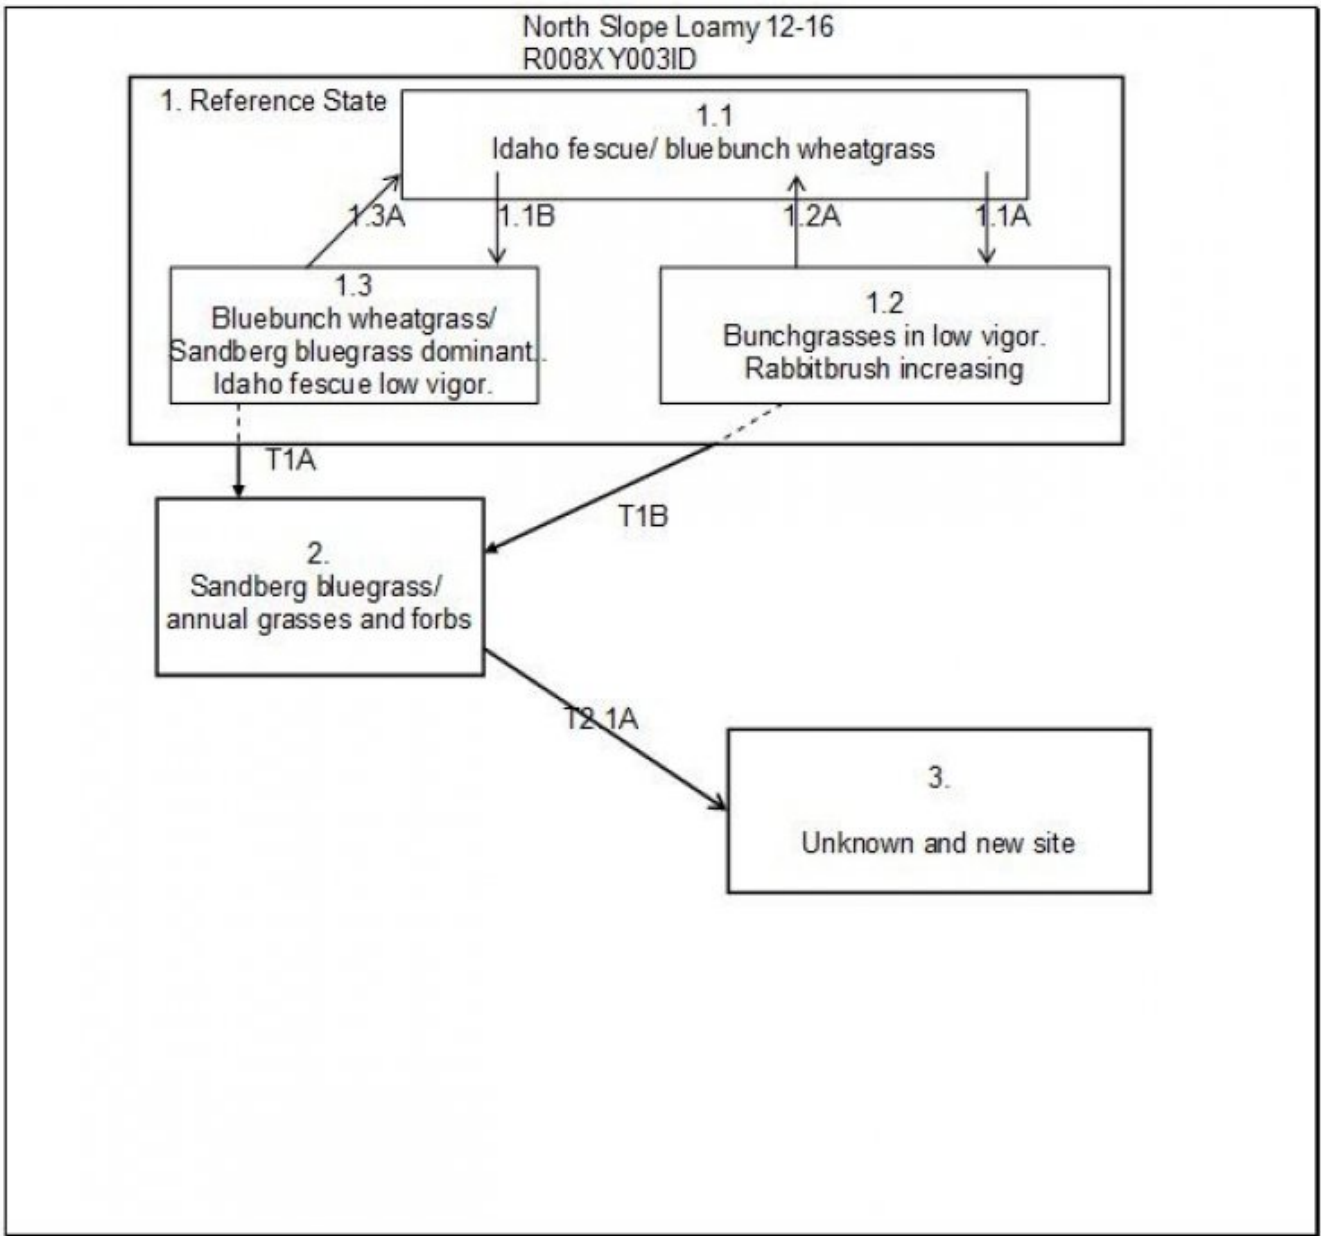 North Slope Loamy 12-16
R008XY003ID
1. Reference State
1.1
Idaho fescue/ bluebunch wheatgrass
1.3A
1.1B
1.2A
1.1A
1.3
Bluebunch wheatgrass/
Sandberg bluegrass dominant..
Idaho fescue low vigor.
1.2
Bunchgrasses in low vigor.
Rabbitbrush increasing
T1A
T1B
2.
Sandberg bluegrass/
annual grasses and forbs
T2.1A
3.
Unknown and new site